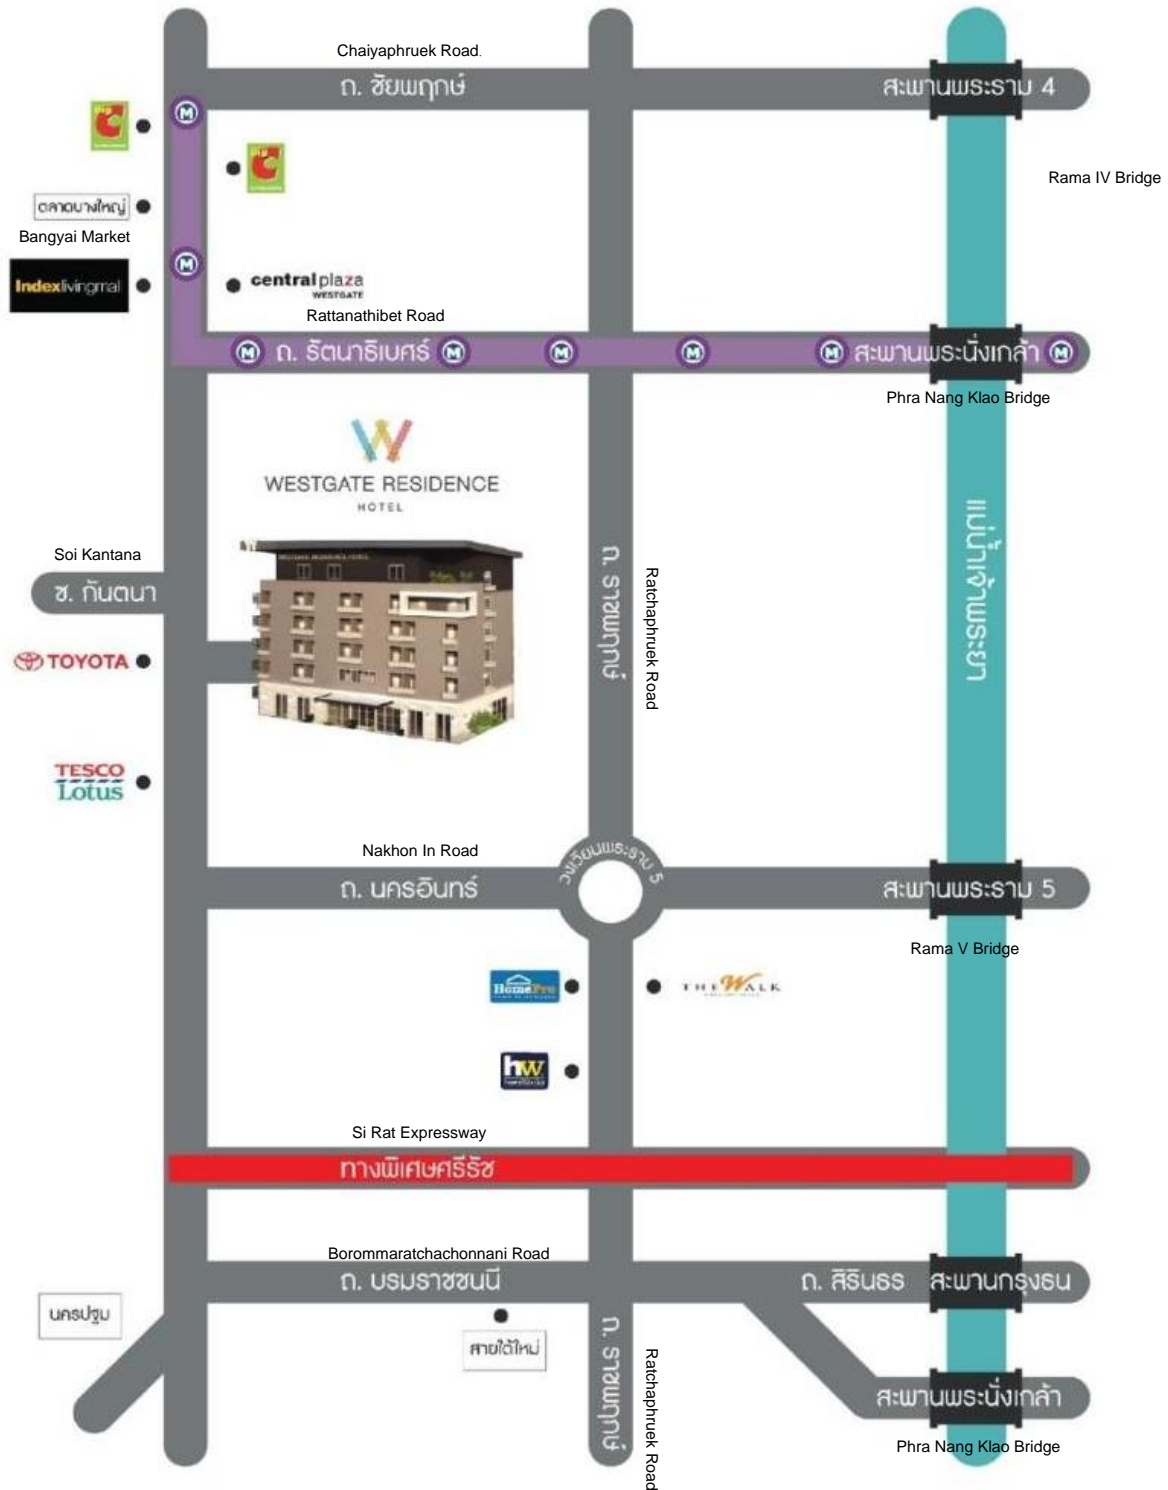 Chaiyaphruek Road.
ถ. ชัยพฤกษ์
สะพานพระราม 4
Big
C
M
Big
C
Rama IV Bridge
ตลาดบางใหญ่
Bangyai Market
M
Indexlivingmall
centralplaza
WESTGATE
Rattanathibet Road
M
ถ. รัตนาธิเบศร์
M
M
M
M
สะพานพระนั่งเกล้า
M
Phra Nang Klao Bridge
W
WESTGATE RESIDENCE
HOTEL
WESTGATE RESIDENCE HOTEL
แม่น้ำเจ้าพระยา
Soi Kantana
ซ. กันตนา
ถ. ราชพฤกษ์
Ratchaphruek Road
TOYOTA
TESCO
Lotus
Nakhon In Road
วงเวียนพระราม 5
ถ. นครอินทร์
สะพานพระราม 5
Rama V Bridge
HomePro
THE WALK
hw
Si Rat Expressway
ทางพิเศษศรีรัช
Borommaratchachonnani Road
ถ. บรมราชชนนี
ถ. สิรินธร
สะพานกรุงธน
นครปฐม
สายใต้ใหม่
ถ. ราชพฤกษ์
Ratchaphruek Road
สะพานพระนั่งเกล้า
Phra Nang Klao Bridge